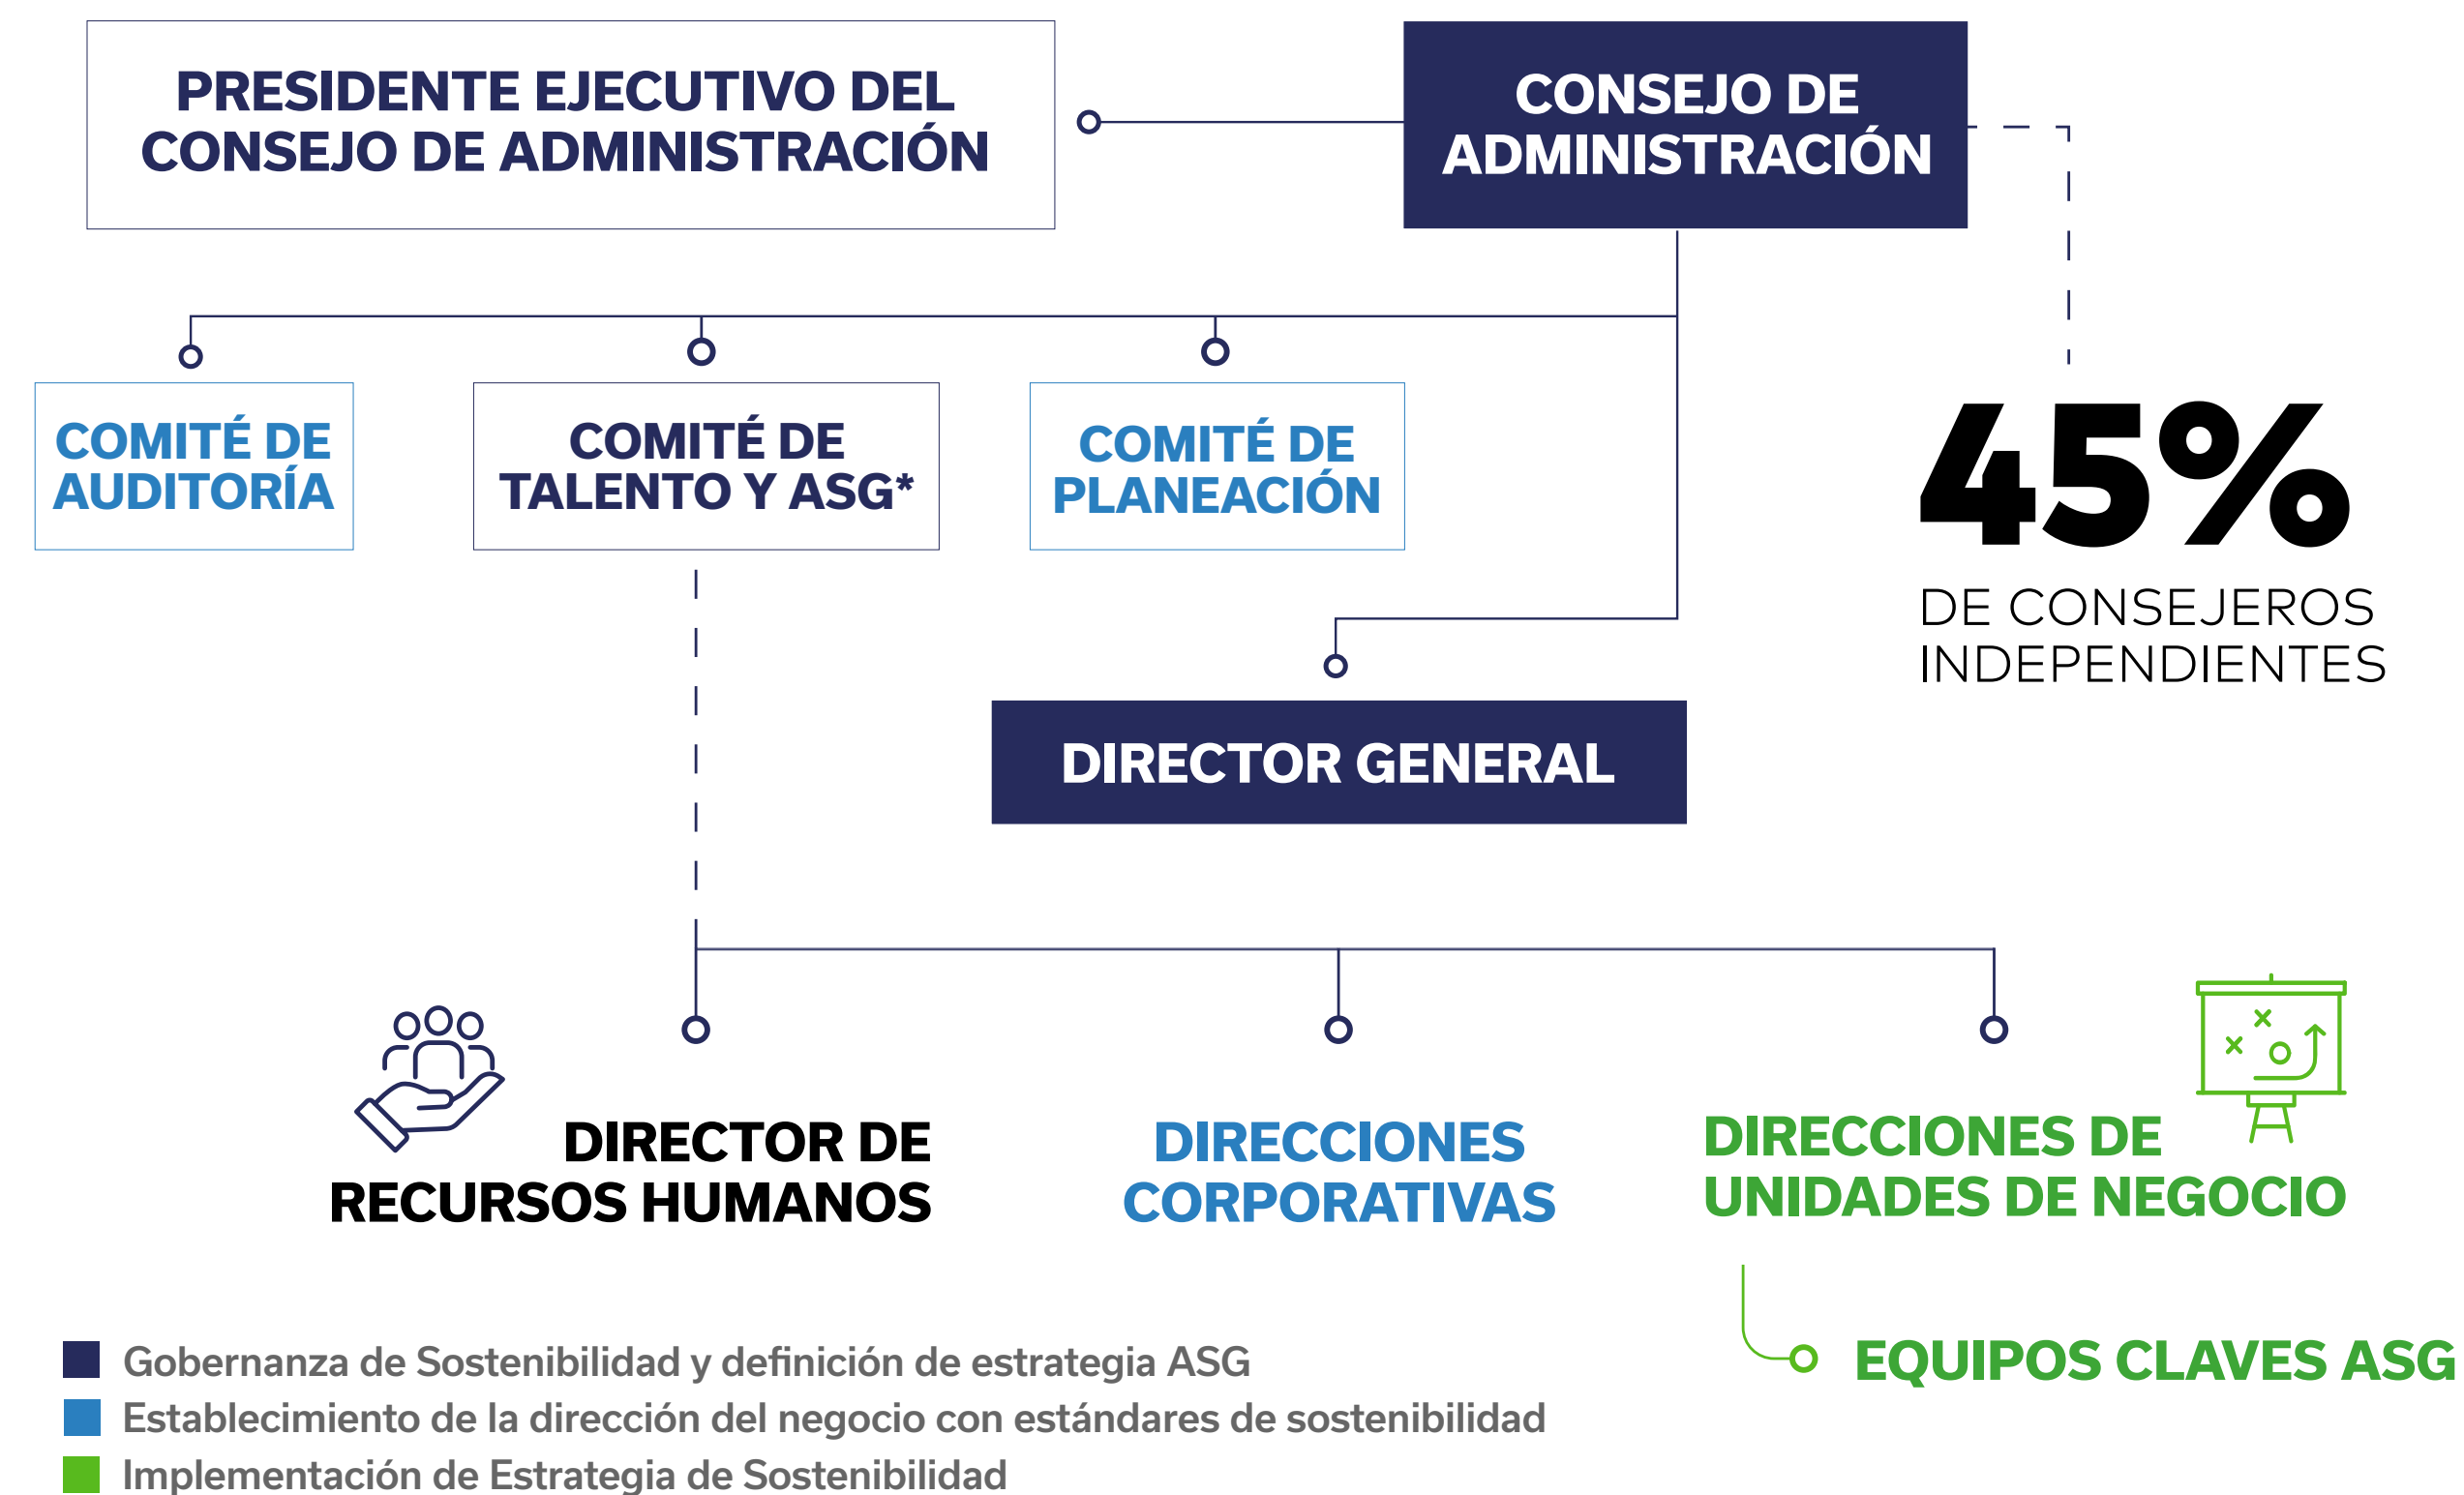 PRESIDENTE EJECUTIVO DEL
CONSEJO DE ADMINISTRACIÓN
CONSEJO DE
ADMINISTRACIÓN
COMITÉ DE
AUDITORÍA
COMITÉ DE
TALENTO Y ASG*
COMITÉ DE
PLANEACIÓN
45%
DE CONSEJEROS
INDEPENDIENTES
DIRECTOR GENERAL
DIRECTOR DE
RECURSOS HUMANOS
DIRECCIONES
CORPORATIVAS
DIRECCIONES DE
UNIDADES DE NEGOCIO
EQUIPOS CLAVES ASG
Gobernanza de Sostenibilidad y definición de estrategia ASG
Establecimiento de la dirección del negocio con estándares de sostenibilidad
Implementación de Estrategia de Sostenibilidad